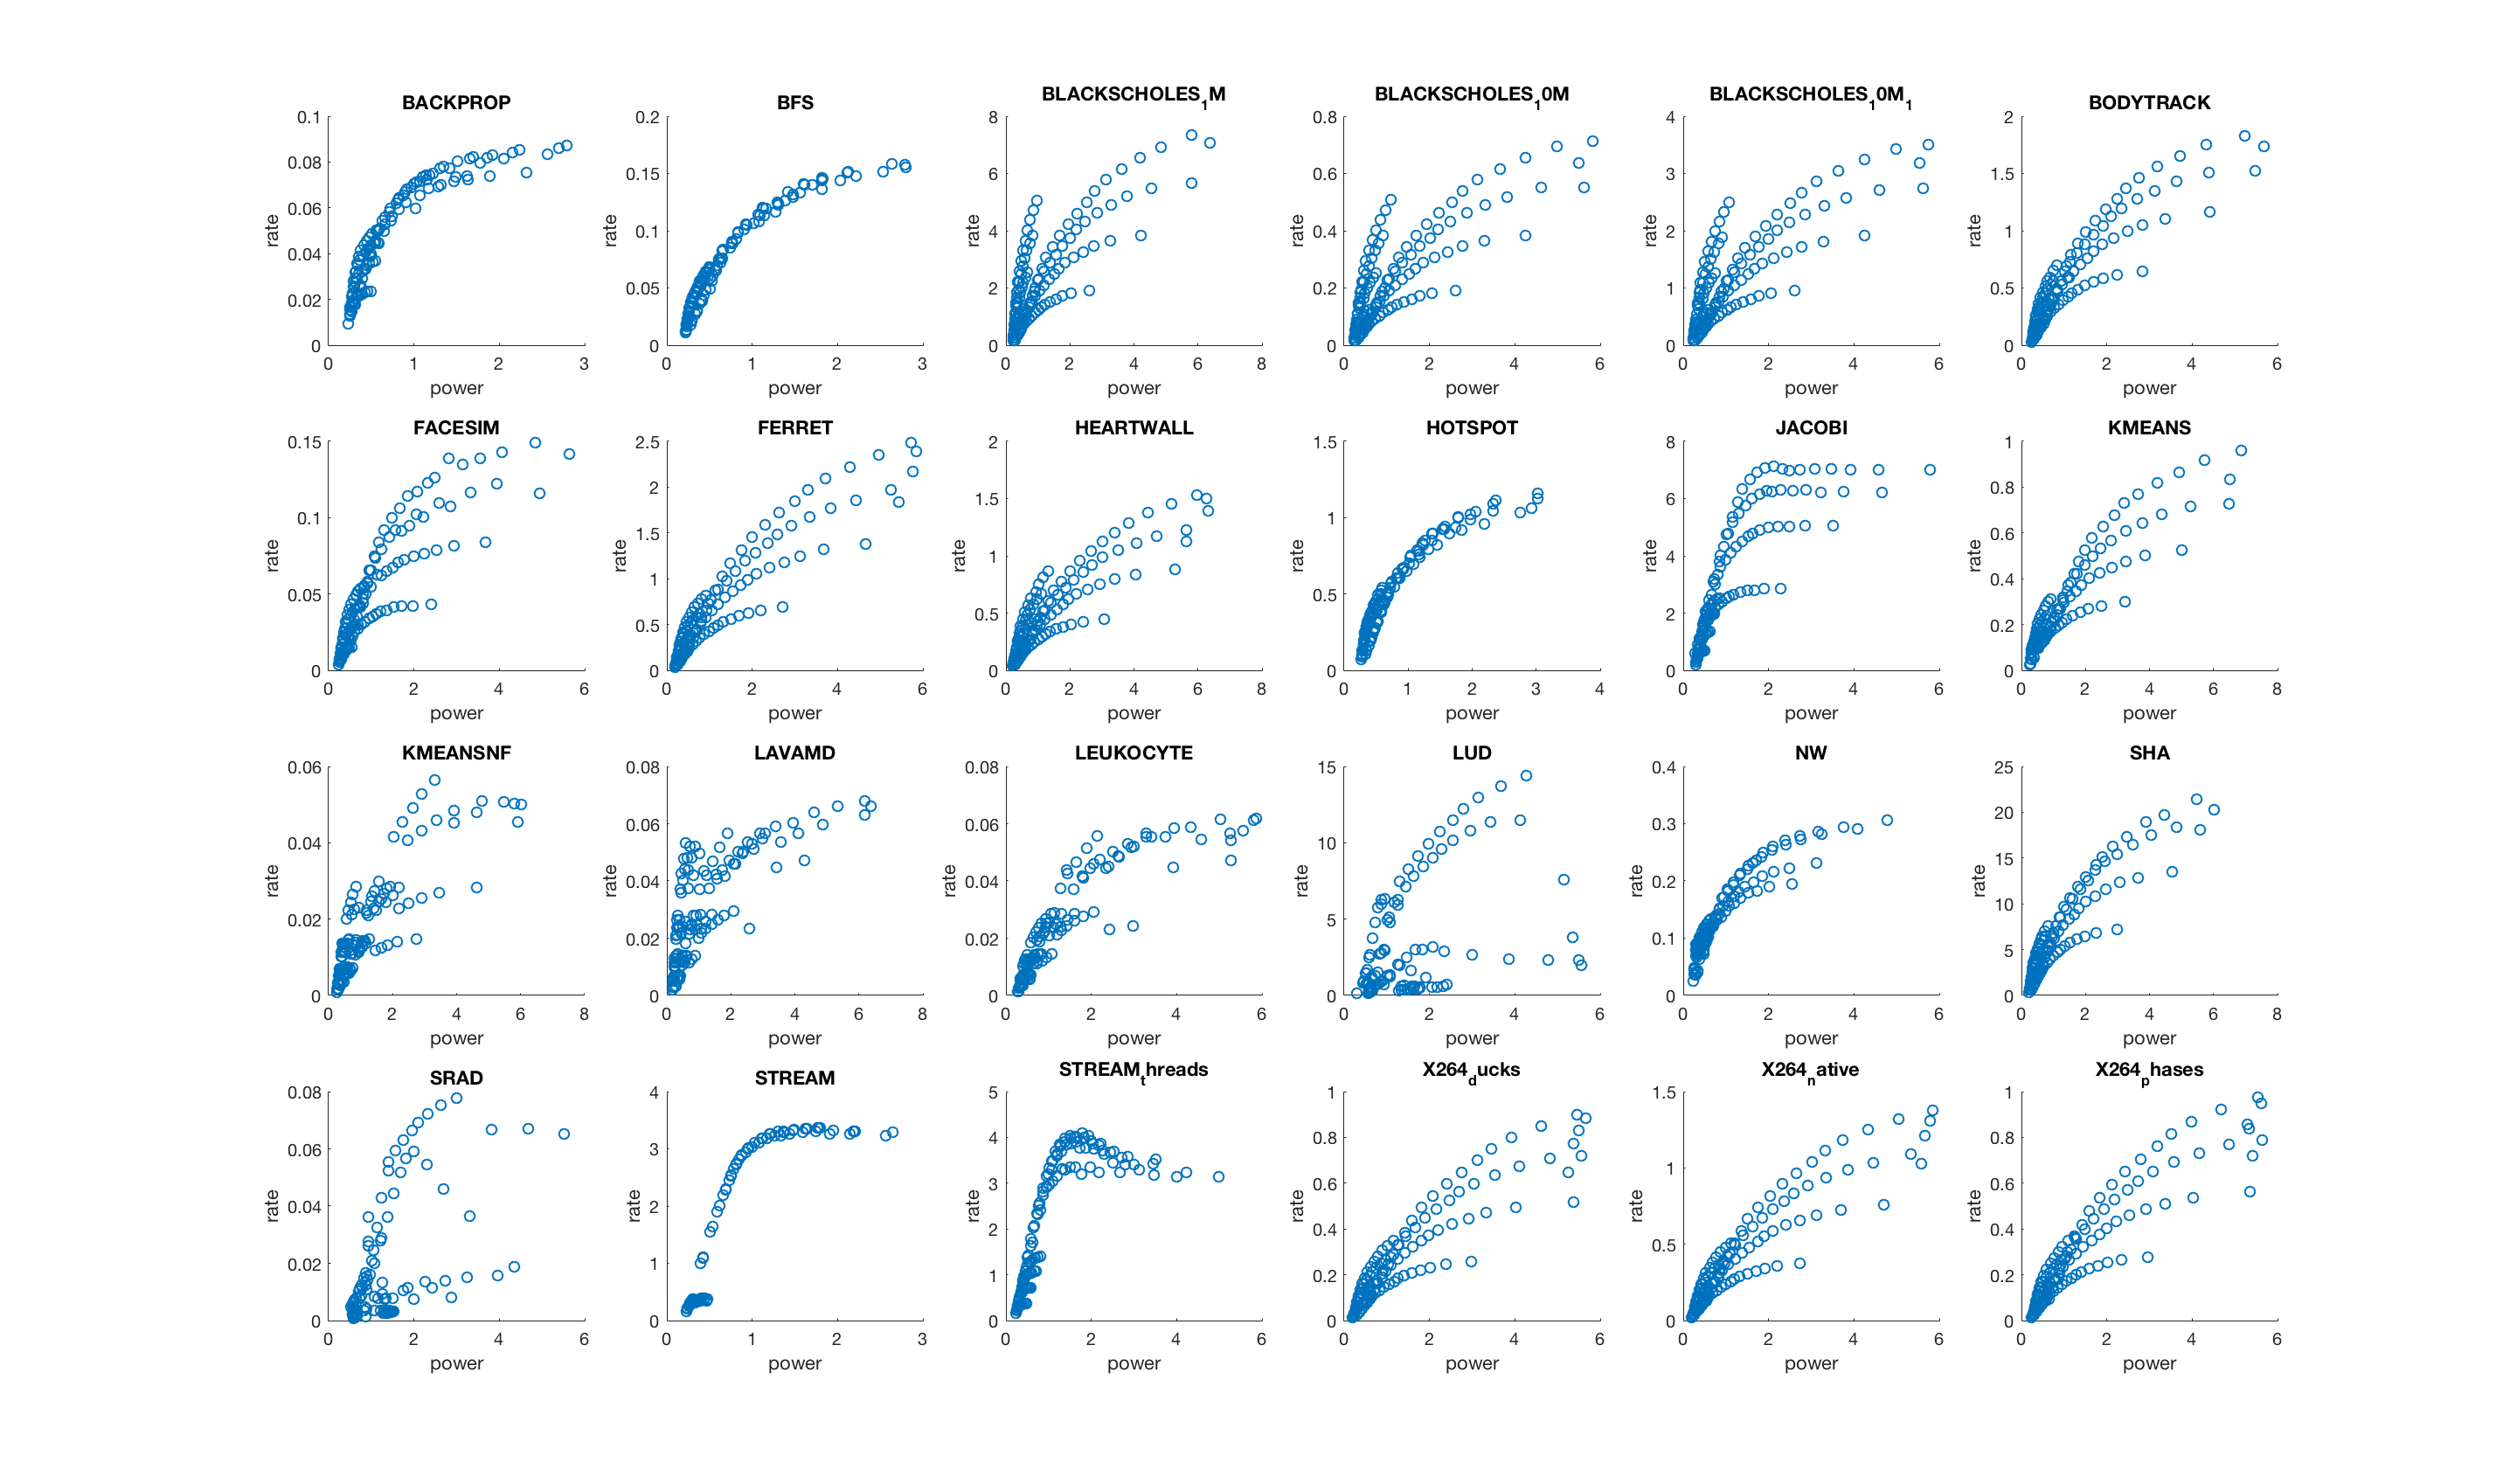 BACKPROP
0.1
0.08
0.06
0.04
0.02
0
rate
0 1 2 3
power
BFS
0.2
0.15
0.1
0.05
0
rate
0 1 2 3
power
BLACKSCHOLES₁M
8
6
4
2
0
rate
0 2 4 6 8
power
BLACKSCHOLES₁0M
0.8
0.6
0.4
0.2
0
rate
0 2 4 6
power
BLACKSCHOLES₁0M₁
4
3
2
1
0
rate
0 2 4 6
power
BODYTRACK
2
1.5
1
0.5
0
rate
0 2 4 6
power
FACESIM
0.15
0.1
0.05
0
rate
0 2 4 6
power
FERRET
2.5
2
1.5
1
0.5
0
rate
0 2 4 6
power
HEARTWALL
2
1.5
1
0.5
0
rate
0 2 4 6 8
power
HOTSPOT
1.5
1
0.5
0
rate
0 1 2 3 4
power
JACOBI
8
6
4
2
0
rate
0 2 4 6
power
KMEANS
1
0.8
0.6
0.4
0.2
0
rate
0 2 4 6 8
power
KMEANSNF
0.06
0.04
0.02
0
rate
0 2 4 6 8
power
LAVAMD
0.08
0.06
0.04
0.02
0
rate
0 2 4 6 8
power
LEUKOCYTE
0.08
0.06
0.04
0.02
0
rate
0 2 4 6
power
LUD
15
10
5
0
rate
0 2 4 6
power
NW
0.4
0.3
0.2
0.1
0
rate
0 2 4 6
power
SHA
25
20
15
10
5
0
rate
0 2 4 6 8
power
SRAD
0.08
0.06
0.04
0.02
0
rate
0 2 4 6
power
STREAM
4
3
2
1
0
rate
0 1 2 3
power
STREAMₜhreads
5
4
3
2
1
0
rate
0 2 4 6
power
X264_ducks
1
0.8
0.6
0.4
0.2
0
rate
0 2 4 6
power
X264ₙative
1.5
1
0.5
0
rate
0 2 4 6
power
X264ₚhases
1
0.8
0.6
0.4
0.2
0
rate
0 2 4 6
power